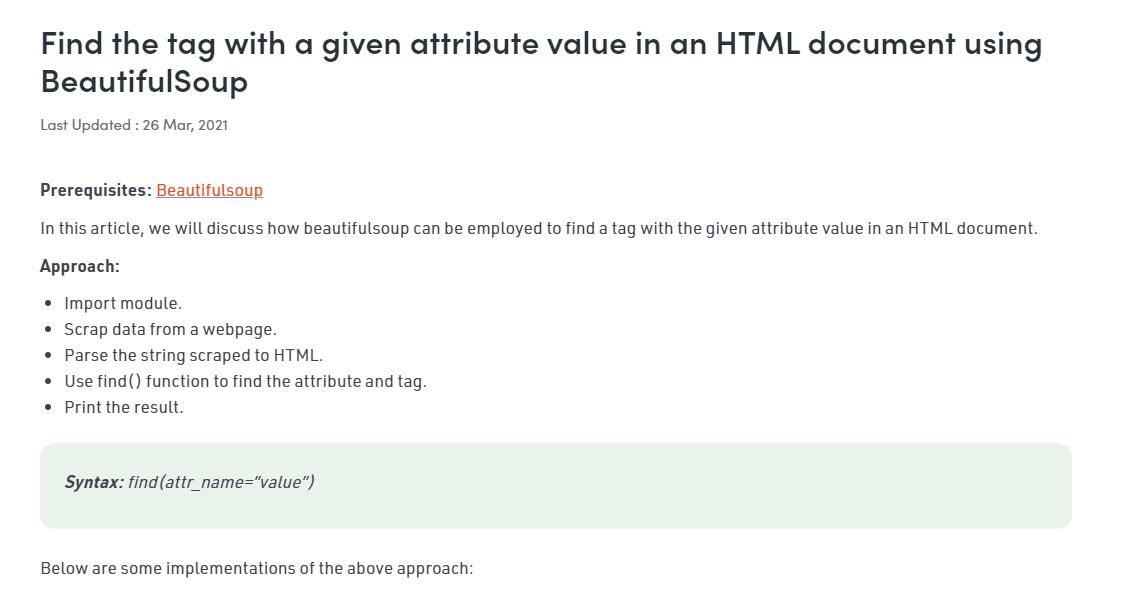 Find the tag with a given attribute value in an HTML document using
BeautifulSoup
Last Updated : 26 Mar, 2021
Prerequisites: Beautifulsoup
In this article, we will discuss how beautifulsoup can be employed to find a tag with the given attribute value in an HTML document.
Approach:
• Import module.
• Scrap data from a webpage.
• Parse the string scraped to HTML.
• Use find() function to find the attribute and tag.
• Print the result.
Syntax: find(attr_name=”value”)
Below are some implementations of the above approach: